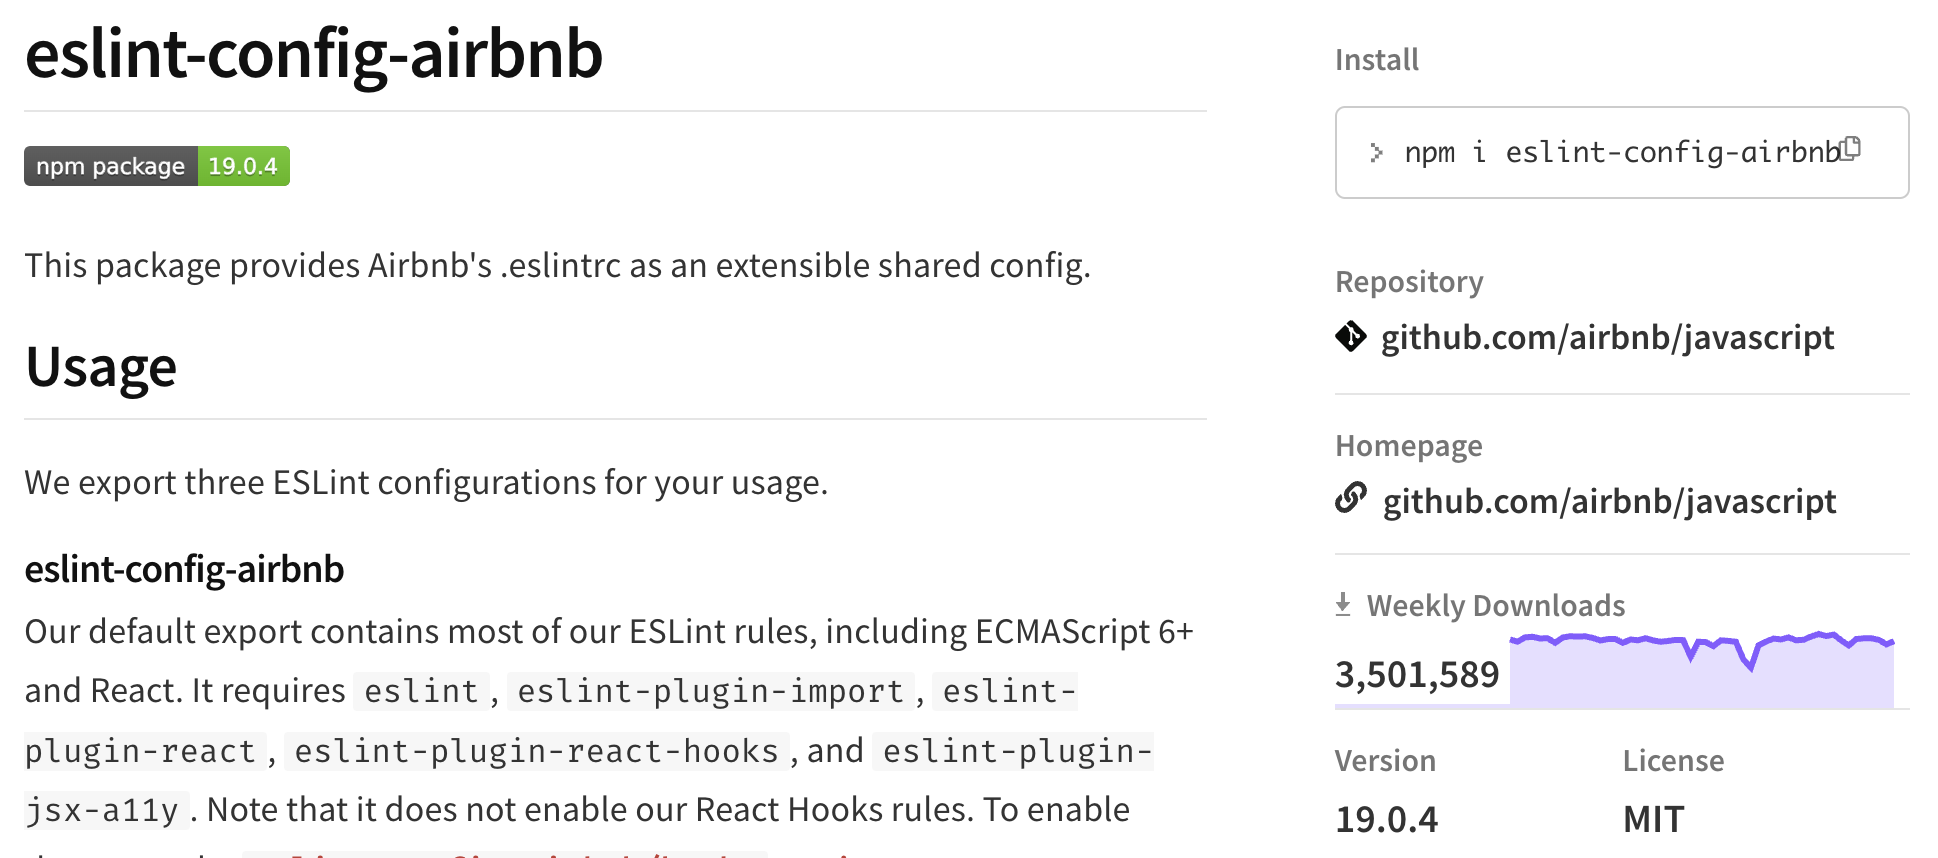 eslint-config-airbnb
npm package 19.0.4
This package provides Airbnb's .eslintrc as an extensible shared config.
Usage
We export three ESLint configurations for your usage.
eslint-config-airbnb
Our default export contains most of our ESLint rules, including ECMAScript 6+
and React. It requires eslint, eslint-plugin-import, eslint-
plugin-react, eslint-plugin-react-hooks, and eslint-plugin-
jsx-a11y. Note that it does not enable our React Hooks rules. To enable
Install
> npm i eslint-config-airbnb
Repository
github.com/airbnb/javascript
Homepage
github.com/airbnb/javascript
Weekly Downloads
3,501,589
Version
19.0.4
License
MIT